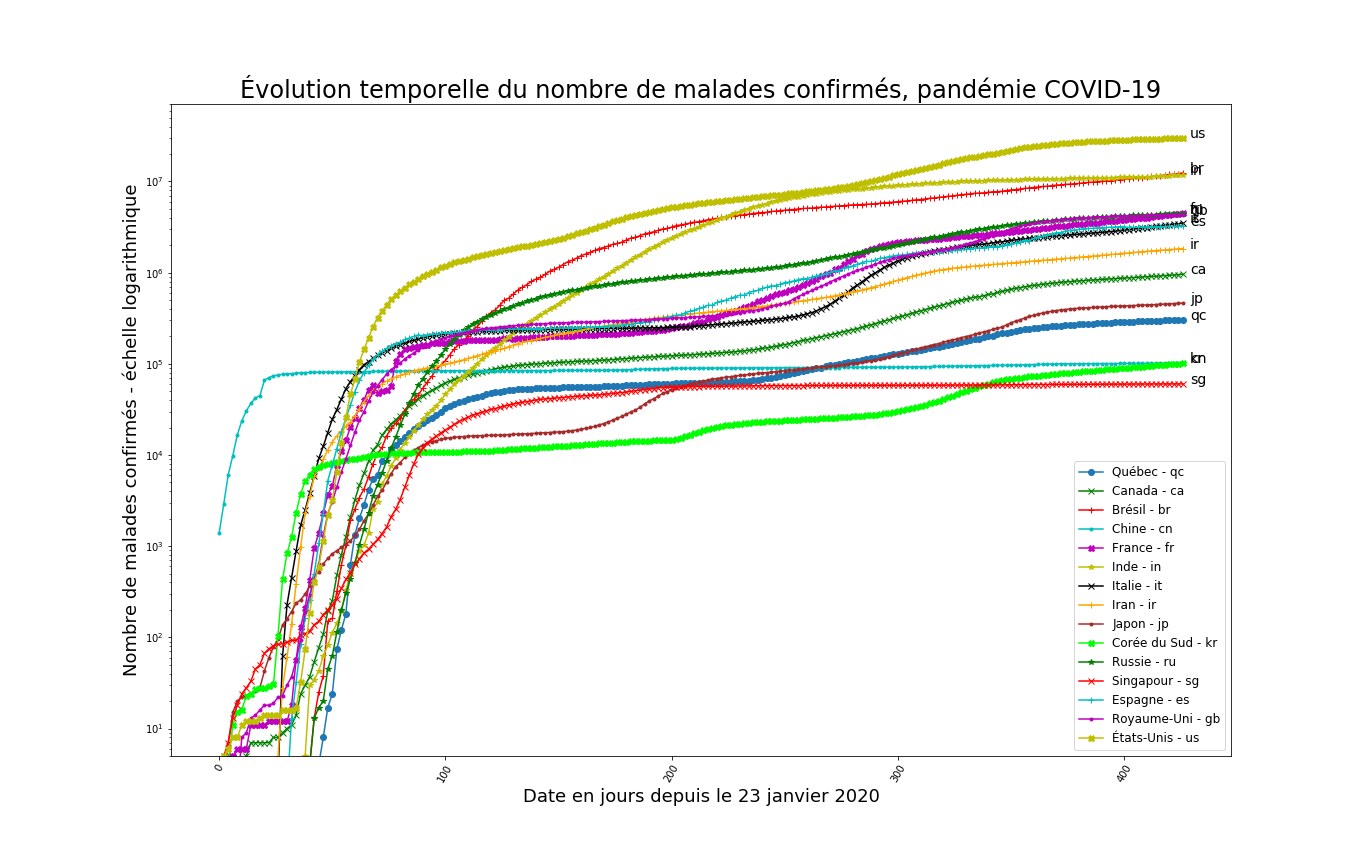 Évolution temporelle du nombre de malades confirmés, pandémie COVID-19
Nombre de malades confirmés - échelle logarithmique
10⁷
10⁶
10⁵
10⁴
10³
10²
10¹
us
br
in
gb
es
ir
ca
jp
qc
cn
sg
Québec - qc
Canada - ca
Brésil - br
Chine - cn
France - fr
Inde - in
Italie - it
Iran - ir
Japon - jp
Corée du Sud - kr
Russie - ru
Singapour - sg
Espagne - es
Royaume-Uni - gb
États-Unis - us
0
100
200
300
400
Date en jours depuis le 23 janvier 2020